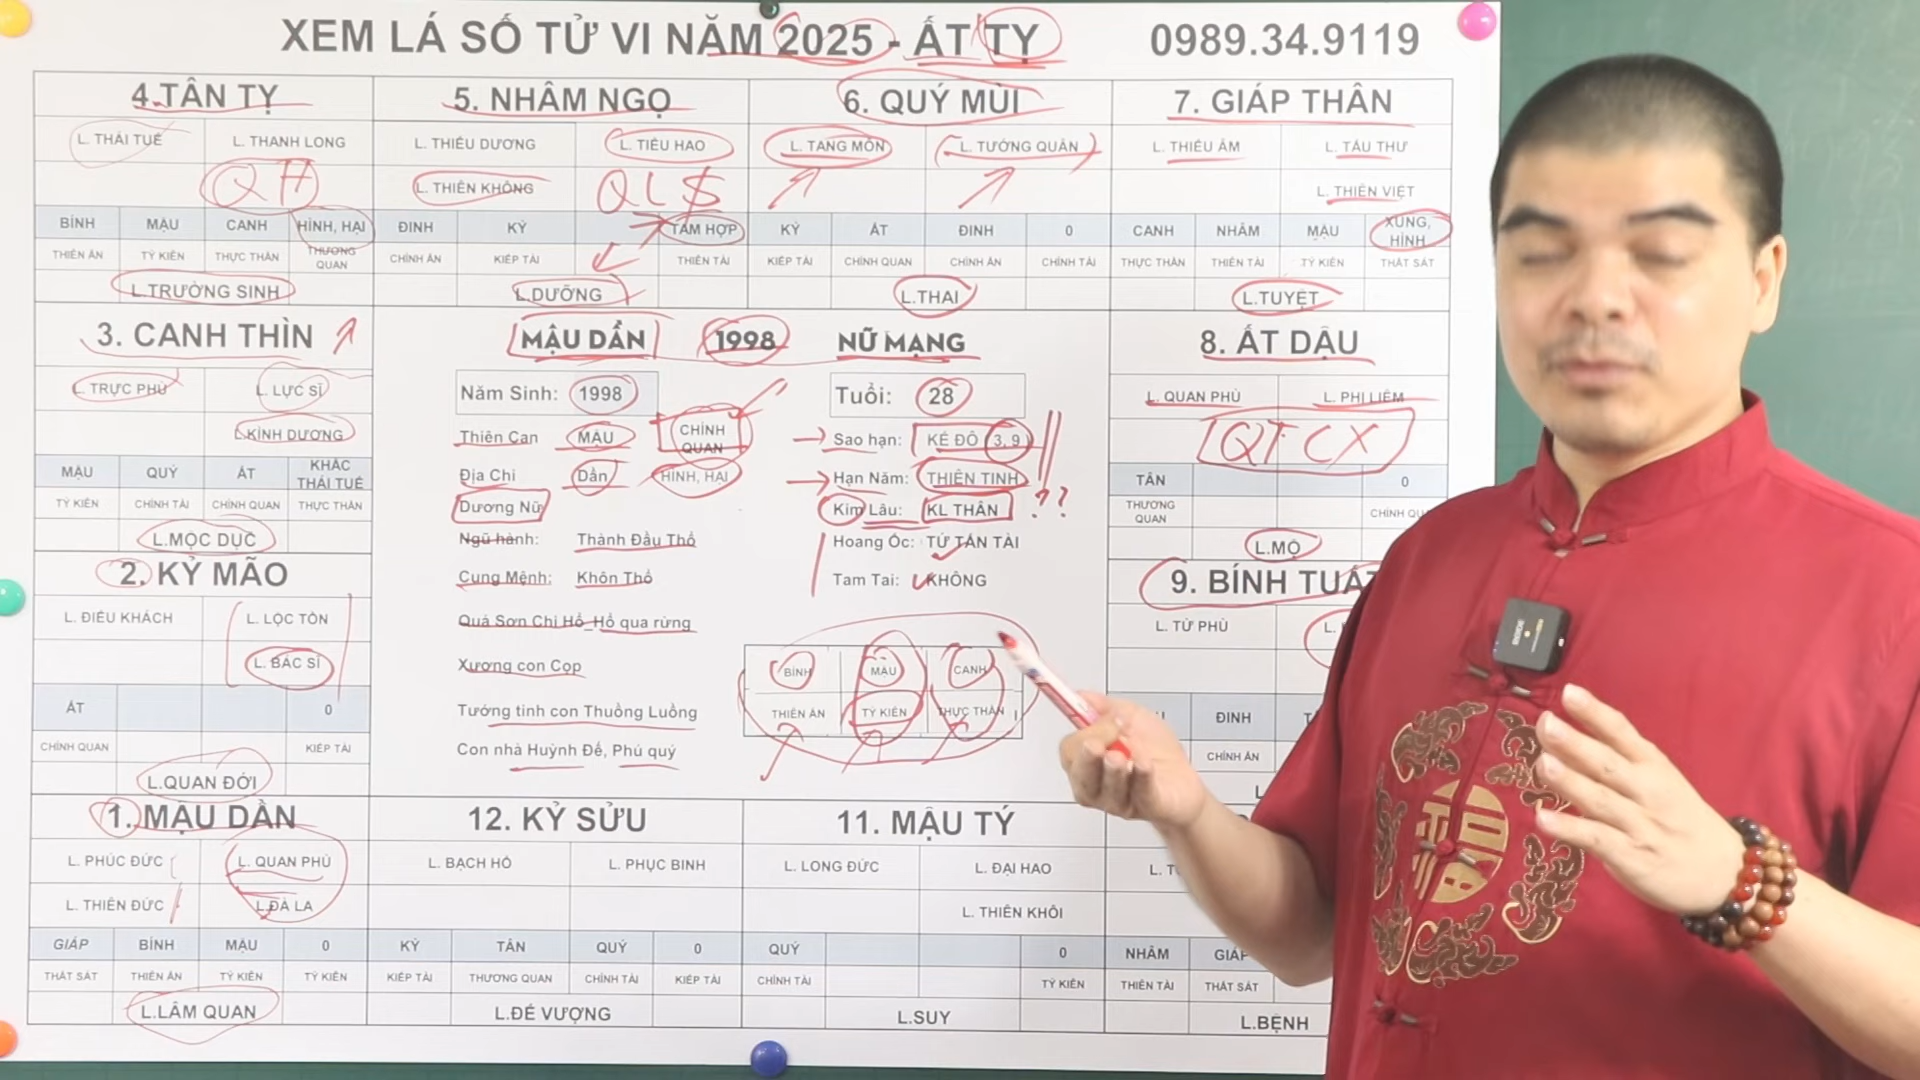 XEM LÁ SỐ TỬ VI NĂM 2025 - ẤT TỴ 0989.34.9119
4.TÂN TỴ
L. THÁI TUẾ L. THANH LONG
QH
BÍNH MẬU CANH HÌNH, HẠI
THIÊN ẤN TỶ KIÊN THỰC THẦN THƯƠNG QUAN
L.TRƯỜNG SINH
5. NHÂM NGỌ
L. THIẾU DƯƠNG L. TIỂU HAO
L. THIÊN KHÔNG QL$
ĐINH KỶ TAM HỢP
CHÍNH ẤN KIẾP TÀI THIÊN TÀI
L.DƯỠNG
6. QUÝ MÙI
L. TANG MÔN L. TƯỚNG QUÂN
KỶ ẤT ĐINH 0
KIẾP TÀI CHÍNH QUAN CHÍNH ẤN CHÍNH TÀI
L.THAI
7. GIÁP THÂN
L. THIẾU ÂM L. TẤU THƯ
L. THIÊN VIỆT
CANH NHÂM MẬU XUNG, HÌNH
THỰC THẦN THIÊN TÀI TỶ KIÊN THẤT SÁT
L.TUYỆT
3. CANH THÌN
L. TRỰC PHÙ L. LỰC SĨ
L.KÌNH DƯƠNG
MẬU QUÝ ẤT KHẮC THÁI TUẾ
TỶ KIÊN CHÍNH TÀI CHÍNH QUAN THỰC THẦN
L.MỘC DỤC
MẬU DẦN 1998 NỮ MẠNG
Năm Sinh: 1998 Tuổi: 28
Thiên Can MẬU CHÍNH QUAN Sao hạn: KẾ ĐÔ (3, 9)
Địa Chi Dần HÌNH, HẠI Hạn Năm: THIÊN TINH
Dương Nữ Kim Lâu: KL THÂN ??
Ngũ hành: Thành Đầu Thổ Hoang Ốc: TỨ TẤN TÀI
Cung Mệnh: Khôn Thổ Tam Tai: KHÔNG
Quá Sơn Chi Hổ_Hổ qua rừng
Xương con Cọp
Tướng tinh con Thuồng Luồng
Con nhà Huỳnh Đế, Phú quý
BÍNH MẬU CANH
THIÊN ẤN TỶ KIÊN THỰC THẦN
8. ẤT DẬU
L. QUAN PHÙ L. PHI LIÊM
QTCX
TÂN 0
THƯƠNG QUAN CHÍNH QU
L.MỘ
2. KỶ MÃO
L. ĐIẾU KHÁCH L. LỘC TỒN
L. BÁC SĨ
ẤT 0
CHÍNH QUAN KIẾP TÀI
L.QUAN ĐỚI
9. BÍNH TUẤT
L. TỬ PHÙ
ĐINH
CHÍNH ẤN
1. MẬU DẦN
L. PHÚC ĐỨC L. QUAN PHỦ
L. THIÊN ĐỨC L.ĐÀ LA
GIÁP BÍNH MẬU 0
THẤT SÁT THIÊN ẤN TỶ KIÊN TỶ KIÊN
L.LÂM QUAN
12. KỶ SỬU
L. BẠCH HỔ L. PHỤC BINH
KỶ TÂN QUÝ 0
KIẾP TÀI THƯƠNG QUAN CHÍNH TÀI KIẾP TÀI
L.ĐẾ VƯỢNG
11. MẬU TÝ
L. LONG ĐỨC L. ĐẠI HAO
L. THIÊN KHÔI
QUÝ 0
CHÍNH TÀI TỶ KIÊN
L.SUY
NHÂM GIÁP
THIÊN TÀI THẤT SÁT
L.BỆNH